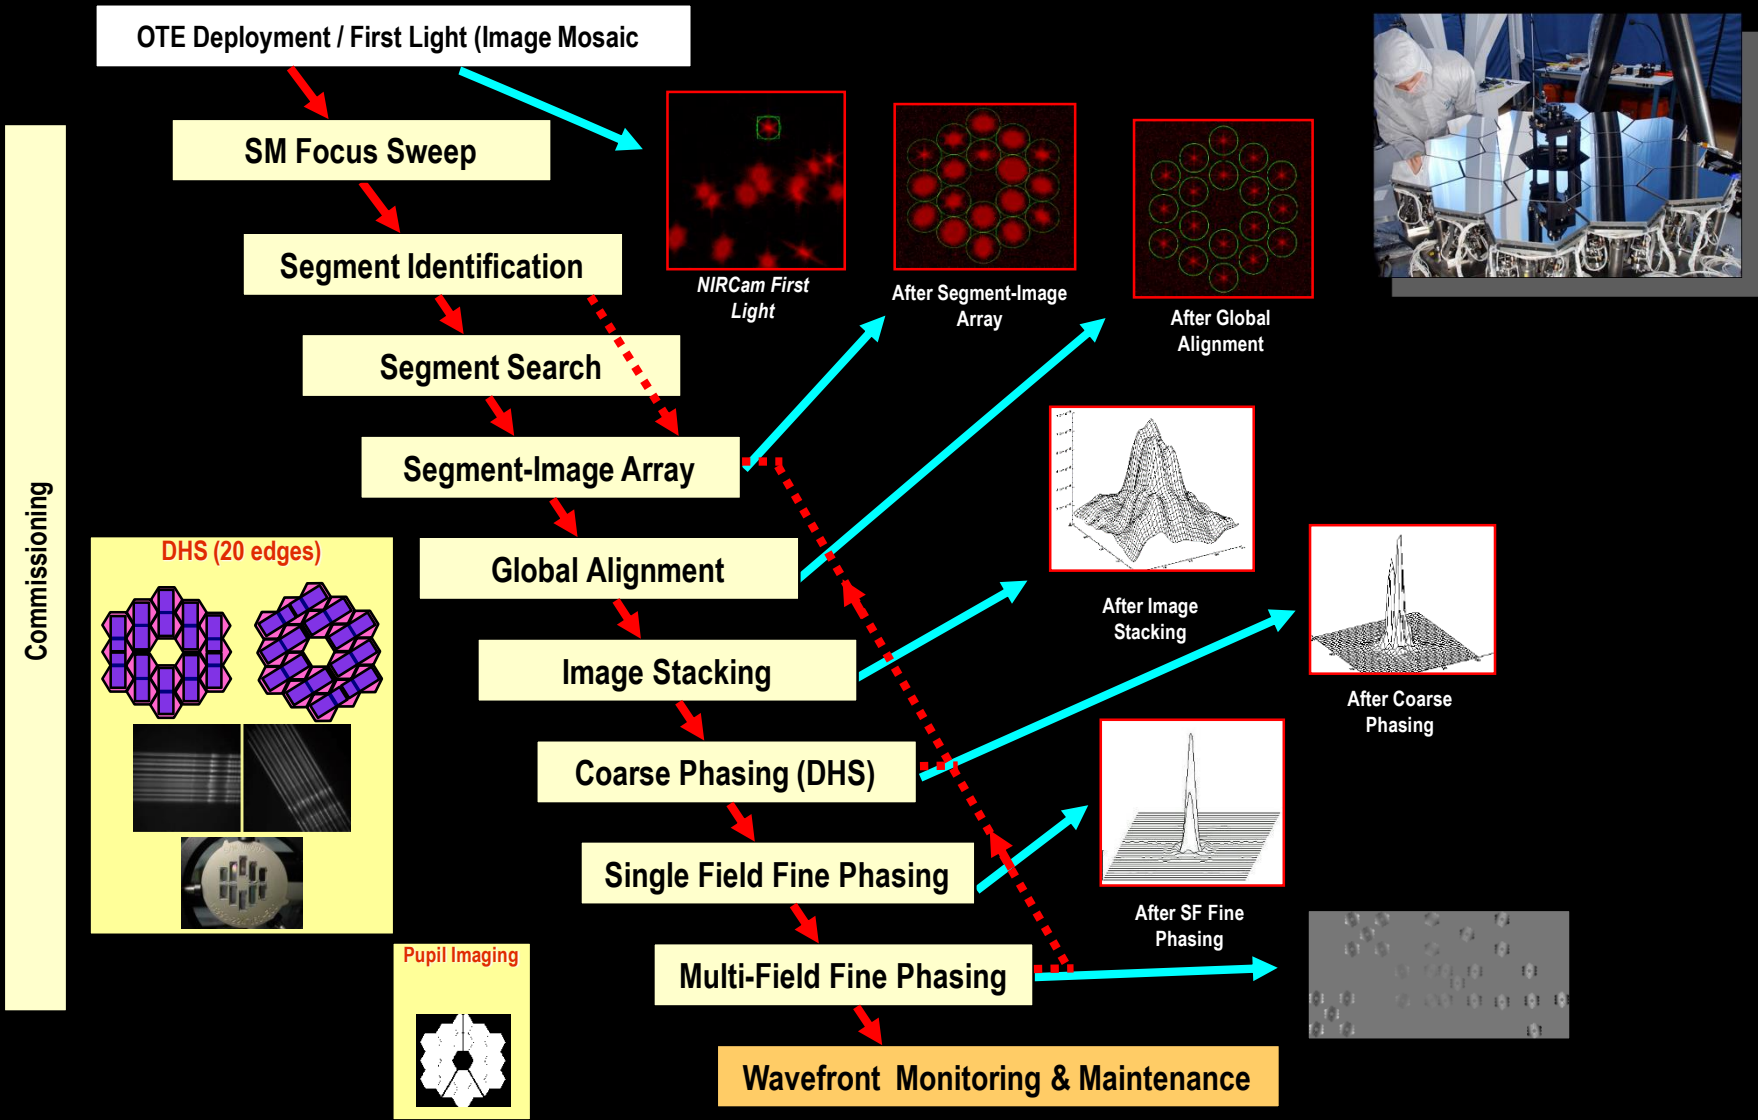 OTE Deployment / First Light (Image Mosaic
SM Focus Sweep
Segment Identification
Segment Search
Segment-Image Array
Global Alignment
Image Stacking
Coarse Phasing (DHS)
Single Field Fine Phasing
Multi-Field Fine Phasing
Wavefront  Monitoring & Maintenance
Commissioning
DHS (20 edges)
Pupil Imaging
NIRCam First
Light
After Segment-Image
Array
After Global
Alignment
After Image
Stacking
After Coarse
Phasing
After SF Fine
Phasing